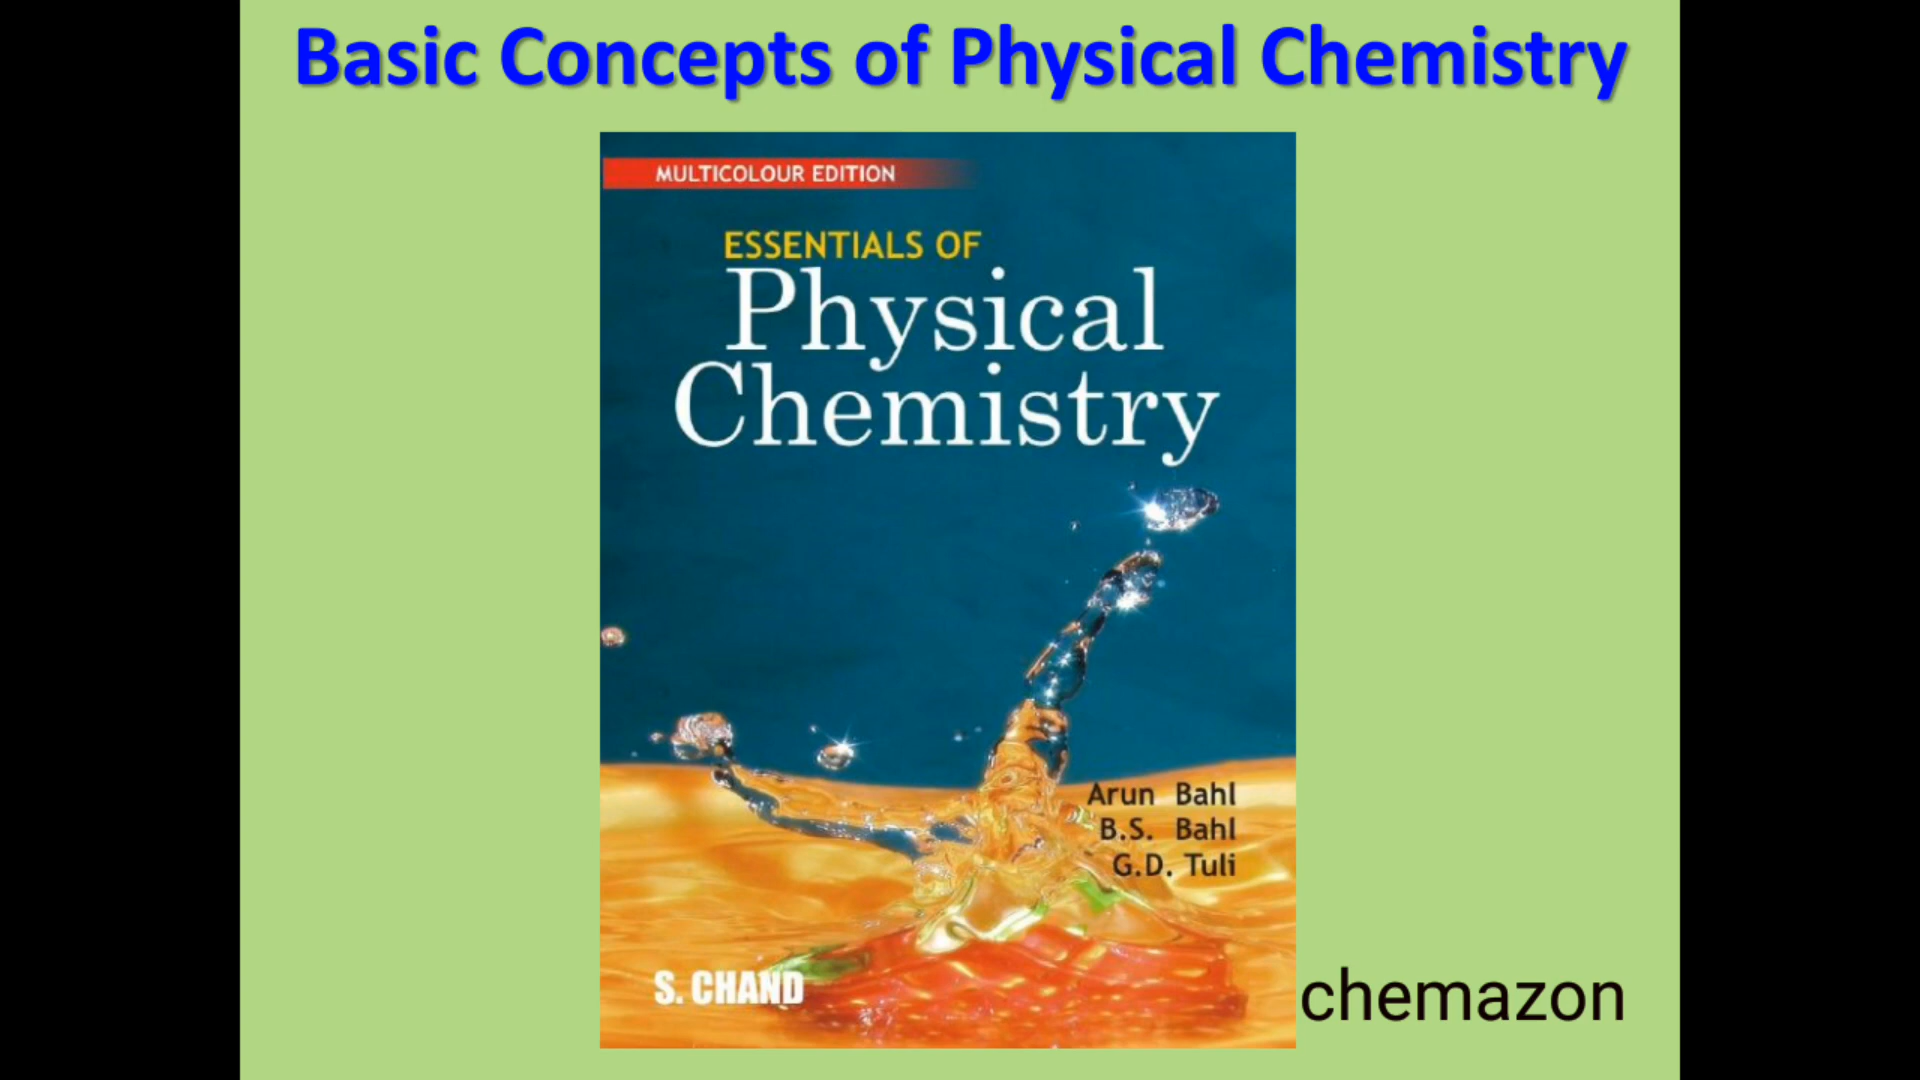 Basic Concepts of Physical Chemistry
MULTICOLOUR EDITION
ESSENTIALS OF
Physical
Chemistry
Arun Bahl
B.S. Bahl
G.D. Tuli
S. CHAND
chemazon